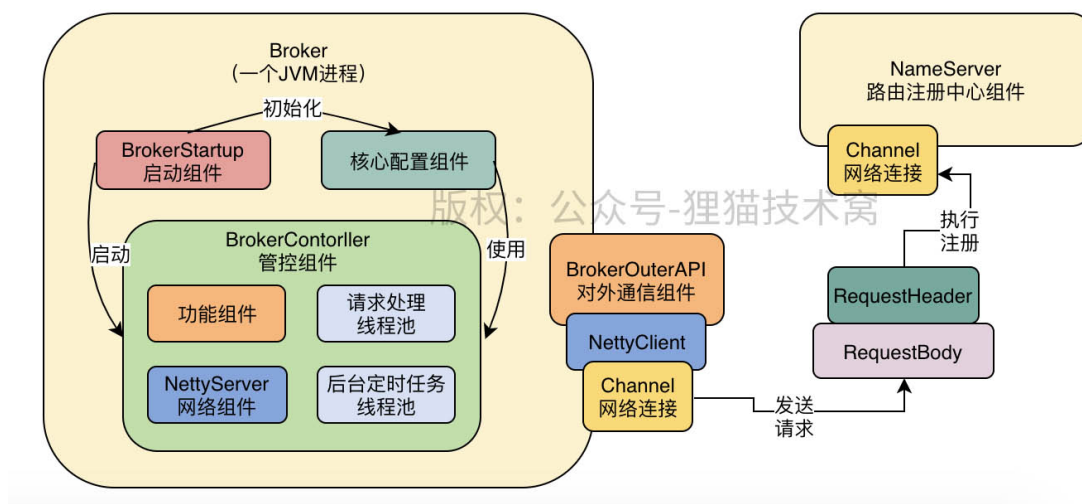 Broker
（一个JVM进程）
初始化
BrokerStartup
启动组件
核心配置组件
启动
使用
BrokerContorller
管控组件
功能组件
请求处理
线程池
NettyServer
网络组件
后台定时任务
线程池
BrokerOuterAPI
对外通信组件
NettyClient
Channel
网络连接
发送
请求
NameServer
路由注册中心组件
Channel
网络连接
执行
注册
RequestHeader
RequestBody
版权：公众号-狸猫技术窝